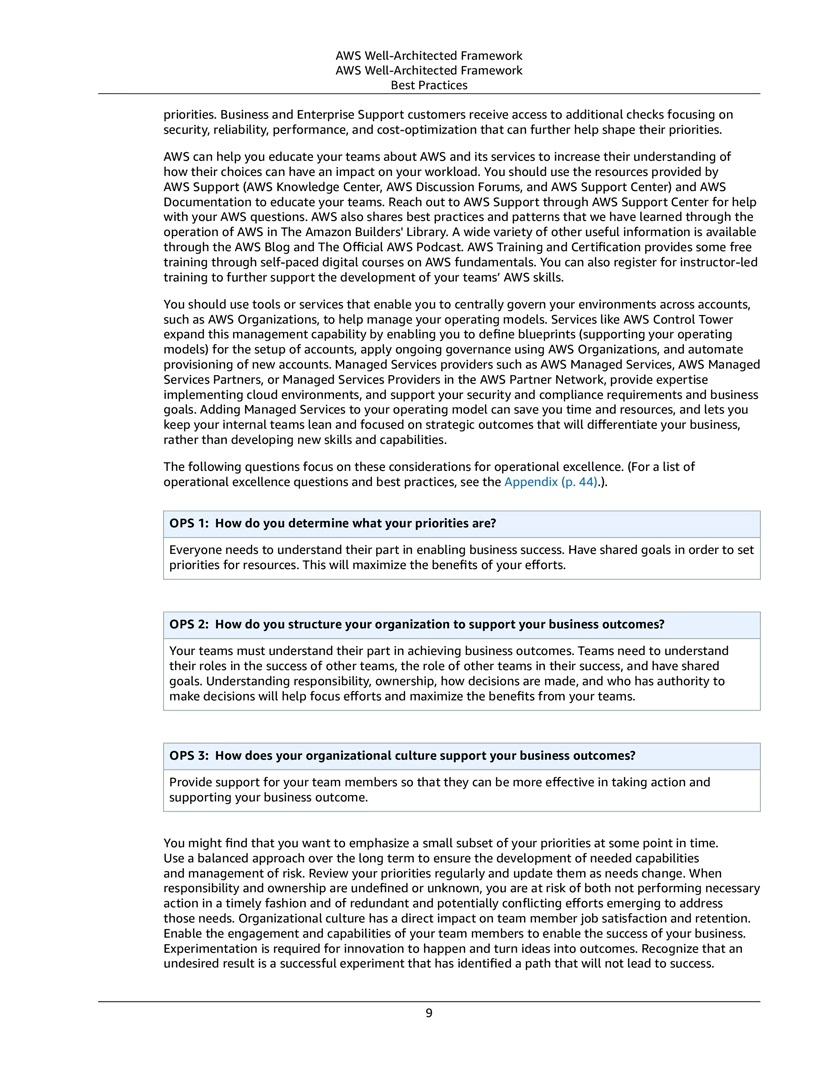 AWS Well-Architected Framework
AWS Well-Architected Framework
Best Practices
priorities. Business and Enterprise Support customers receive access to additional checks focusing on
security, reliability, performance, and cost-optimization that can further help shape their priorities.
AWS can help you educate your teams about AWS and its services to increase their understanding of
how their choices can have an impact on your workload. You should use the resources provided by
AWS Support (AWS Knowledge Center, AWS Discussion Forums, and AWS Support Center) and AWS
Documentation to educate your teams. Reach out to AWS Support through AWS Support Center for help
with your AWS questions. AWS also shares best practices and patterns that we have learned through the
operation of AWS in The Amazon Builders' Library. A wide variety of other useful information is available
through the AWS Blog and The Official AWS Podcast. AWS Training and Certification provides some free
training through self-paced digital courses on AWS fundamentals. You can also register for instructor-led
training to further support the development of your teams’ AWS skills.
You should use tools or services that enable you to centrally govern your environments across accounts,
such as AWS Organizations, to help manage your operating models. Services like AWS Control Tower
expand this management capability by enabling you to define blueprints (supporting your operating
models) for the setup of accounts, apply ongoing governance using AWS Organizations, and automate
provisioning of new accounts. Managed Services providers such as AWS Managed Services, AWS Managed
Services Partners, or Managed Services Providers in the AWS Partner Network, provide expertise
implementing cloud environments, and support your security and compliance requirements and business
goals. Adding Managed Services to your operating model can save you time and resources, and lets you
keep your internal teams lean and focused on strategic outcomes that will differentiate your business,
rather than developing new skills and capabilities.
The following questions focus on these considerations for operational excellence. (For a list of
operational excellence questions and best practices, see the Appendix (p. 44).).
OPS 1: How do you determine what your priorities are?
Everyone needs to understand their part in enabling business success. Have shared goals in order to set
priorities for resources. This will maximize the benefits of your efforts.
OPS 2: How do you structure your organization to support your business outcomes?
Your teams must understand their part in achieving business outcomes. Teams need to understand
their roles in the success of other teams, the role of other teams in their success, and have shared
goals. Understanding responsibility, ownership, how decisions are made, and who has authority to
make decisions will help focus efforts and maximize the benefits from your teams.
OPS 3: How does your organizational culture support your business outcomes?
Provide support for your team members so that they can be more effective in taking action and
supporting your business outcome.
You might find that you want to emphasize a small subset of your priorities at some point in time.
Use a balanced approach over the long term to ensure the development of needed capabilities
and management of risk. Review your priorities regularly and update them as needs change. When
responsibility and ownership are undefined or unknown, you are at risk of both not performing necessary
action in a timely fashion and of redundant and potentially conflicting efforts emerging to address
those needs. Organizational culture has a direct impact on team member job satisfaction and retention.
Enable the engagement and capabilities of your team members to enable the success of your business.
Experimentation is required for innovation to happen and turn ideas into outcomes. Recognize that an
undesired result is a successful experiment that has identified a path that will not lead to success.
9